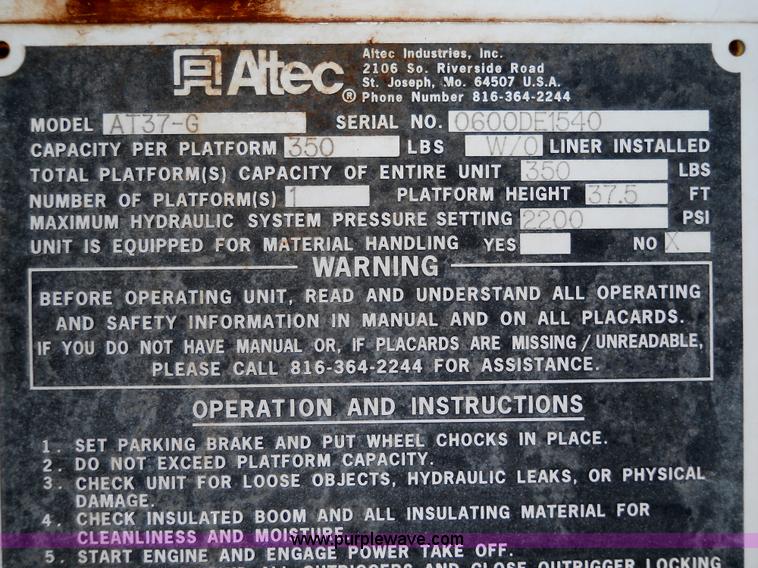 Altec®
Altec Industries, Inc.
2106 So. Riverside Road
St. Joseph, Mo. 64507 U.S.A.
Phone Number 816-364-2244
MODEL AT37-G SERIAL NO. 0600DE1540
CAPACITY PER PLATFORM 350 LBS W/O LINER INSTALLED
TOTAL PLATFORM(S) CAPACITY OF ENTIRE UNIT 350 LBS
NUMBER OF PLATFORM(S) 1 PLATFORM HEIGHT 37.5 FT
MAXIMUM HYDRAULIC SYSTEM PRESSURE SETTING 2200 PSI
UNIT IS EQUIPPED FOR MATERIAL HANDLING YES NO X
WARNING
BEFORE OPERATING UNIT, READ AND UNDERSTAND ALL OPERATING
AND SAFETY INFORMATION IN MANUAL AND ON ALL PLACARDS.
IF YOU DO NOT HAVE MANUAL OR, IF PLACARDS ARE MISSING/UNREADABLE,
PLEASE CALL 816-364-2244 FOR ASSISTANCE.
OPERATION AND INSTRUCTIONS
1. SET PARKING BRAKE AND PUT WHEEL CHOCKS IN PLACE.
2. DO NOT EXCEED PLATFORM CAPACITY.
3. CHECK UNIT FOR LOOSE OBJECTS, HYDRAULIC LEAKS, OR PHYSICAL
DAMAGE.
4. CHECK INSULATED BOOM AND ALL INSULATING MATERIAL FOR
CLEANLINESS AND MOISTURE
www.purplewave.com
5. START ENGINE AND ENGAGE POWER TAKE OFF.
ALL OUTRIGGERS AND CLOSE OUTRIGGER LOCKING